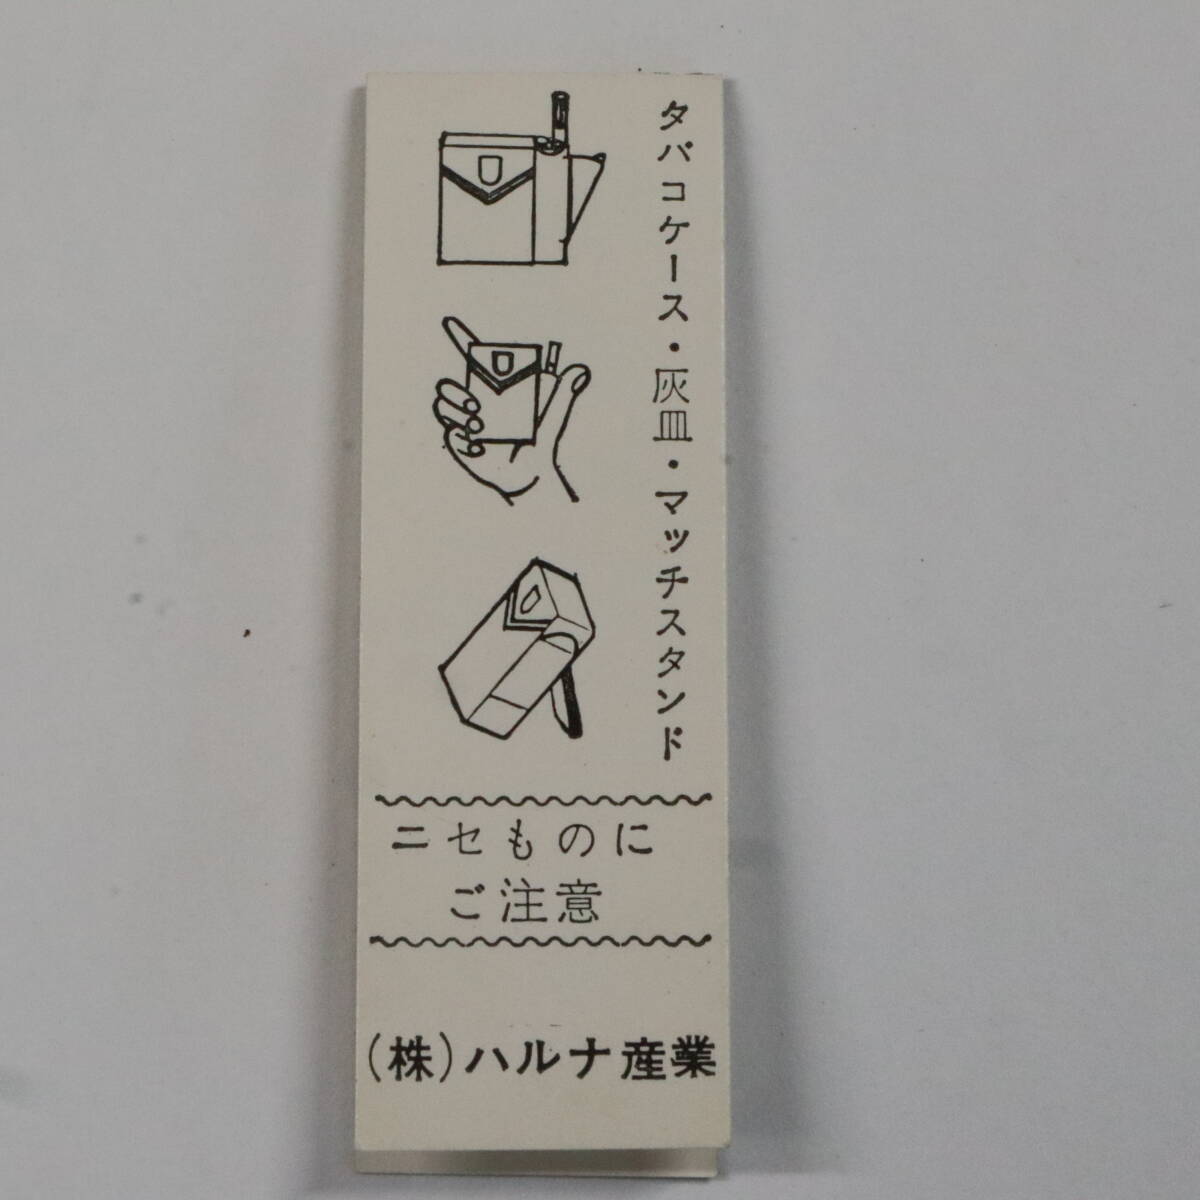 タバコケース・灰皿・マッチスタンド
ニセものに
ご注意
(株)ハルナ産業